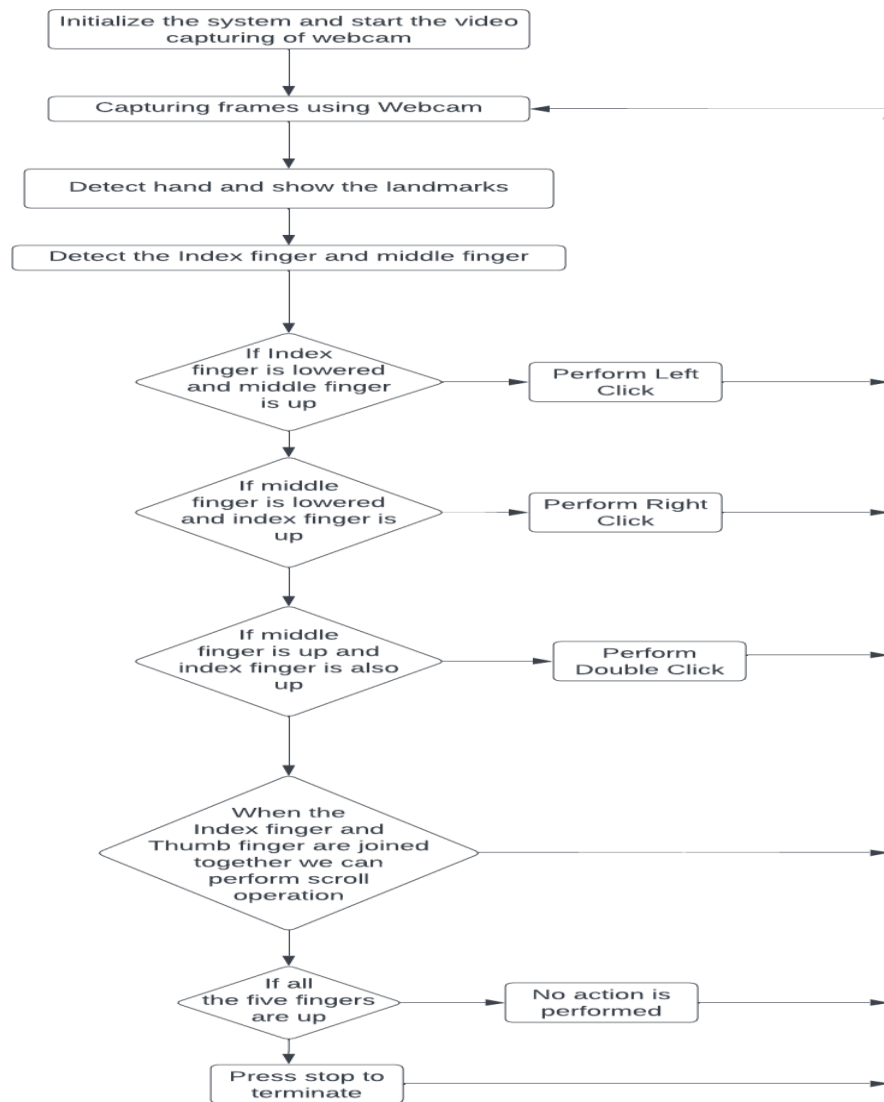 Initialize the system and start the video
capturing of webcam
Capturing frames using Webcam
Detect hand and show the landmarks
Detect the Index finger and middle finger
If Index
finger is lowered
and middle finger
is up
Perform Left
Click
If middle
finger is lowered
and index finger is
up
Perform Right
Click
If middle
finger is up and
index finger is also
up
Perform
Double Click
When the
Index finger and
Thumb finger are joined
together we can
perform scroll
operation
If all
the five fingers
are up
No action is
performed
Press stop to
terminate